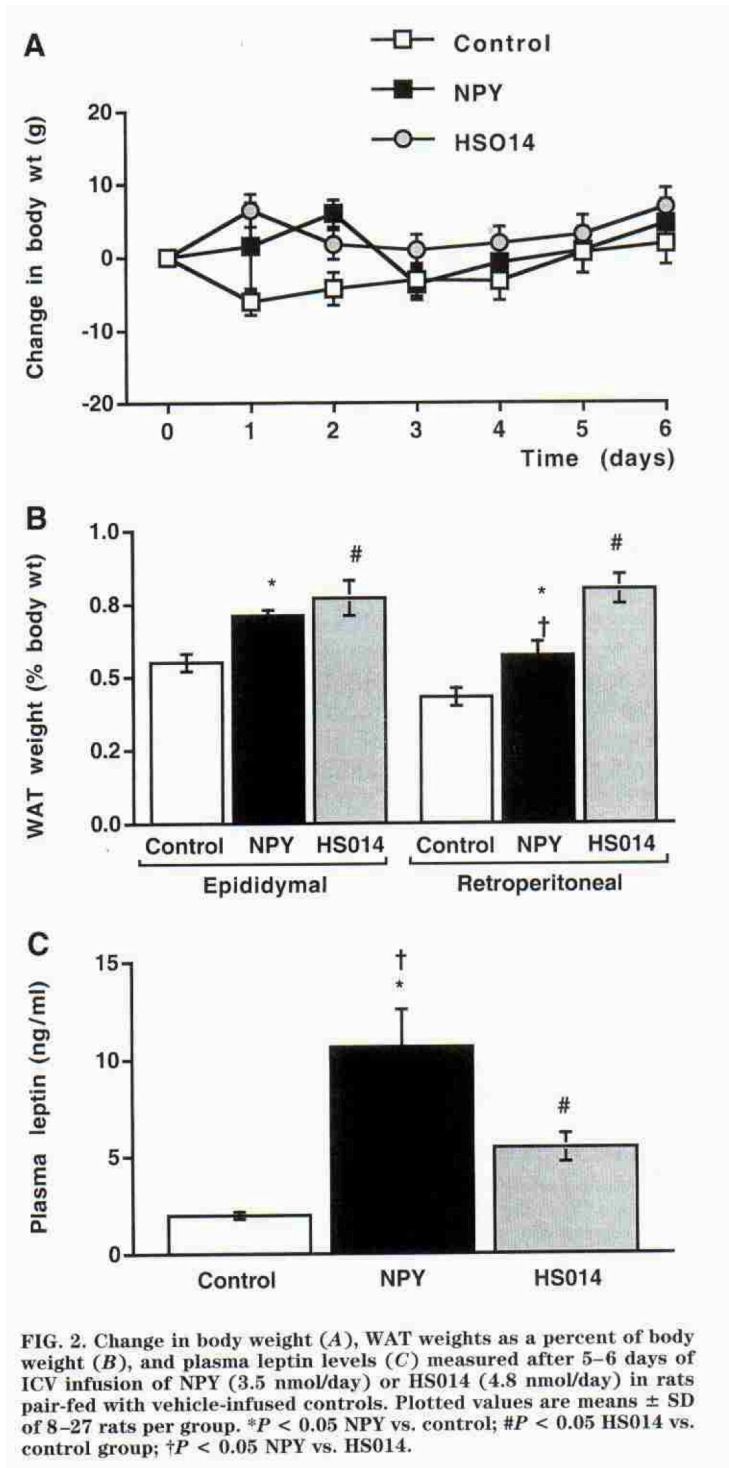 A
Control
NPY
HSO14
Change in body wt (g)
20
10
0
-10
-20
0 1 2 3 4 5 6
Time (days)
B
WAT weight (% body wt)
1.0
0.8
0.5
0.2
0.0
* # * † #
Control NPY HS014 Control NPY HS014
Epididymal Retroperitoneal
C
Plasma leptin (ng/ml)
15
10
5
0
†
*
#
Control NPY HS014
FIG. 2. Change in body weight (A), WAT weights as a percent of body
weight (B), and plasma leptin levels (C) measured after 5–6 days of
ICV infusion of NPY (3.5 nmol/day) or HS014 (4.8 nmol/day) in rats
pair-fed with vehicle-infused controls. Plotted values are means ± SD
of 8–27 rats per group. *P < 0.05 NPY vs. control; #P < 0.05 HS014 vs.
control group; †P < 0.05 NPY vs. HS014.